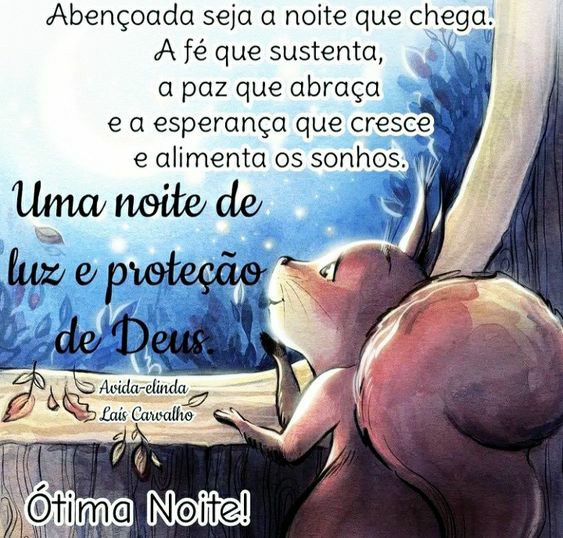 Abençoada seja a noite que chega.
A fé que sustenta,
a paz que abraça
e a esperança que cresce
e alimenta os sonhos.
Uma noite de
luz e proteção
de Deus.
Avida-elinda
Laís Carvalho
Ótima Noite!